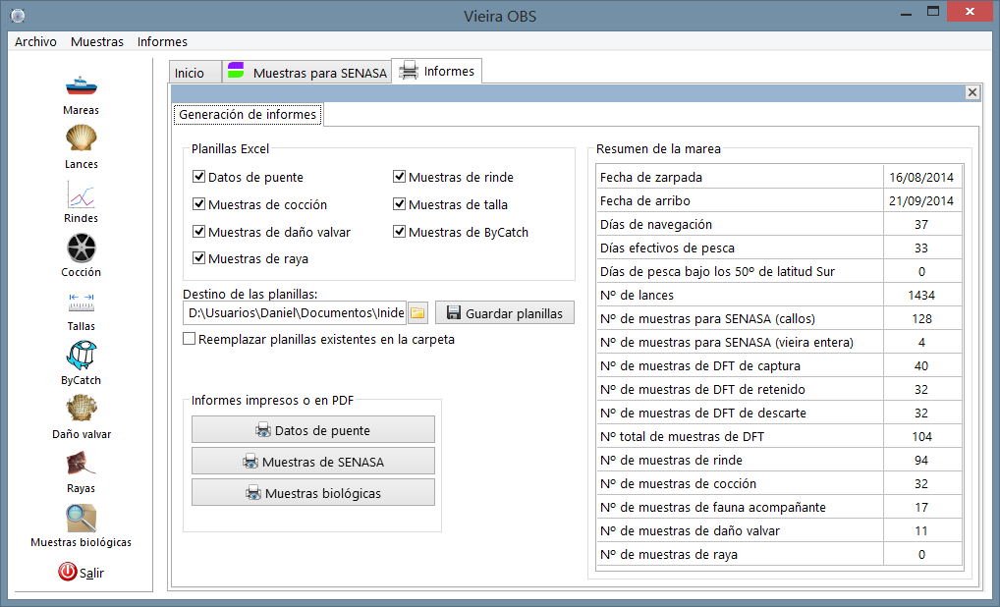 Vieira OBS
Archivo Muestras Informes
Mareas
Lances
Rindes
Cocción
Tallas
ByCatch
Daño valvar
Rayas
Muestras biológicas
Salir
Inicio Muestras para SENASA Informes
Generación de informes
Planillas Excel
Datos de puente Muestras de rinde
Muestras de cocción Muestras de talla
Muestras de daño valvar Muestras de ByCatch
Muestras de raya
Destino de las planillas:
D:\Usuarios\Daniel\Documentos\Inide Guardar planillas
Reemplazar planillas existentes en la carpeta
Informes impresos o en PDF
Datos de puente
Muestras de SENASA
Muestras biológicas
Resumen de la marea
Fecha de zarpada 16/08/2014
Fecha de arribo 21/09/2014
Días de navegación 37
Días efectivos de pesca 33
Días de pesca bajo los 50º de latitud Sur 0
Nº de lances 1434
Nº de muestras para SENASA (callos) 128
Nº de muestras para SENASA (vieira entera) 4
Nº de muestras de DFT de captura 40
Nº de muestras de DFT de retenido 32
Nº de muestras de DFT de descarte 32
Nº total de muestras de DFT 104
Nº de muestras de rinde 94
Nº de muestras de cocción 32
Nº de muestras de fauna acompañante 17
Nº de muestras de daño valvar 11
Nº de muestras de raya 0